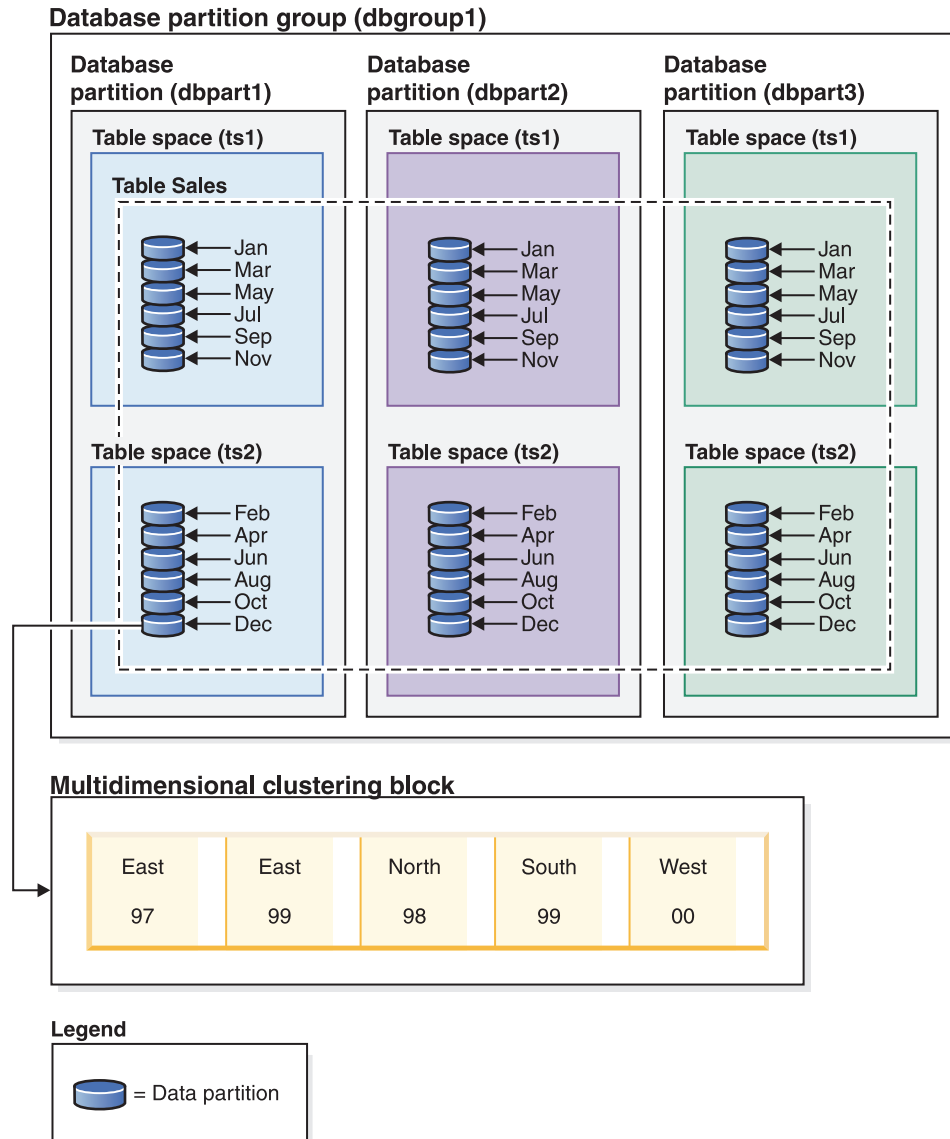 Database partition group (dbgroup1)
Database
partition (dbpart1)
Database
partition (dbpart2)
Database
partition (dbpart3)
Table space (ts1)
Table Sales
Jan
Mar
May
Jul
Sep
Nov
Table space (ts1)
Jan
Mar
May
Jul
Sep
Nov
Table space (ts1)
Jan
Mar
May
Jul
Sep
Nov
Table space (ts2)
Feb
Apr
Jun
Aug
Oct
Dec
Table space (ts2)
Feb
Apr
Jun
Aug
Oct
Dec
Table space (ts2)
Feb
Apr
Jun
Aug
Oct
Dec
Multidimensional clustering block
East
97
East
99
North
98
South
99
West
00
Legend
= Data partition